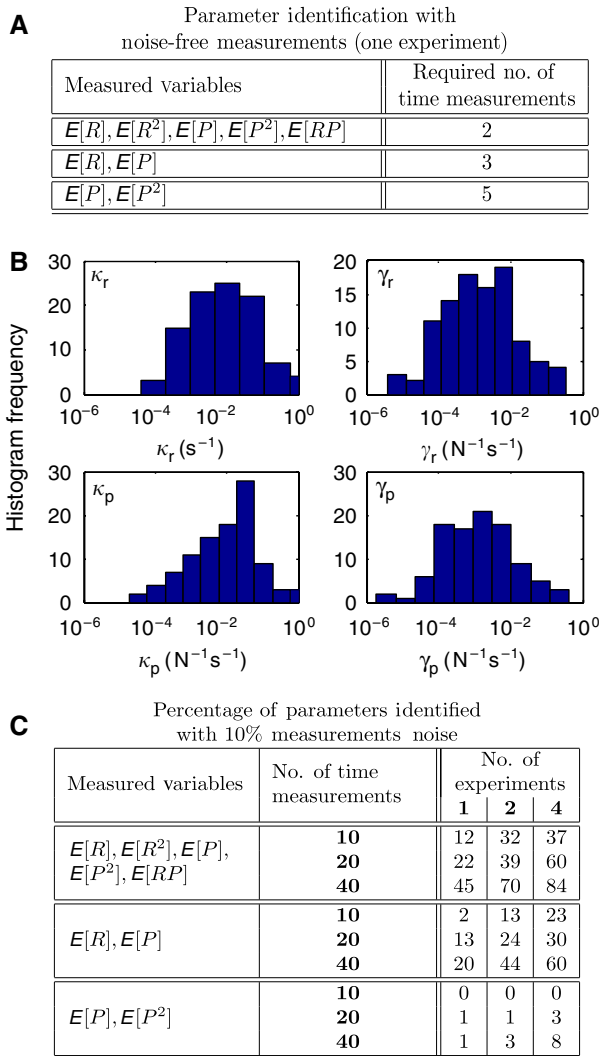 A
Parameter identification with
noise-free measurements (one experiment)
Measured variables
Required no. of
time measurements
E[R], E[R²], E[P], E[P²], E[RP] 2
E[R], E[P] 3
E[P], E[P²] 5
B
Histogram frequency
κr
30
20
10
0
10⁻⁶ 10⁻⁴ 10⁻² 10⁰
κr (s⁻¹)
γr
20
15
10
5
0
10⁻⁶ 10⁻⁴ 10⁻² 10⁰
γr (N⁻¹s⁻¹)
κp
30
20
10
0
10⁻⁶ 10⁻⁴ 10⁻² 10⁰
κp (N⁻¹s⁻¹)
γp
30
20
10
0
10⁻⁶ 10⁻⁴ 10⁻² 10⁰
γp (N⁻¹s⁻¹)
C
Percentage of parameters identified
with 10% measurements noise
Measured variables
No. of time
measurements
No. of
experiments
1 2 4
E[R], E[R²], E[P],
E[P²], E[RP]
10 12 32 37
20 22 39 60
40 45 70 84
E[R], E[P]
10 2 13 23
20 13 24 30
40 20 44 60
E[P], E[P²]
10 0 0 0
20 1 1 3
40 1 3 8